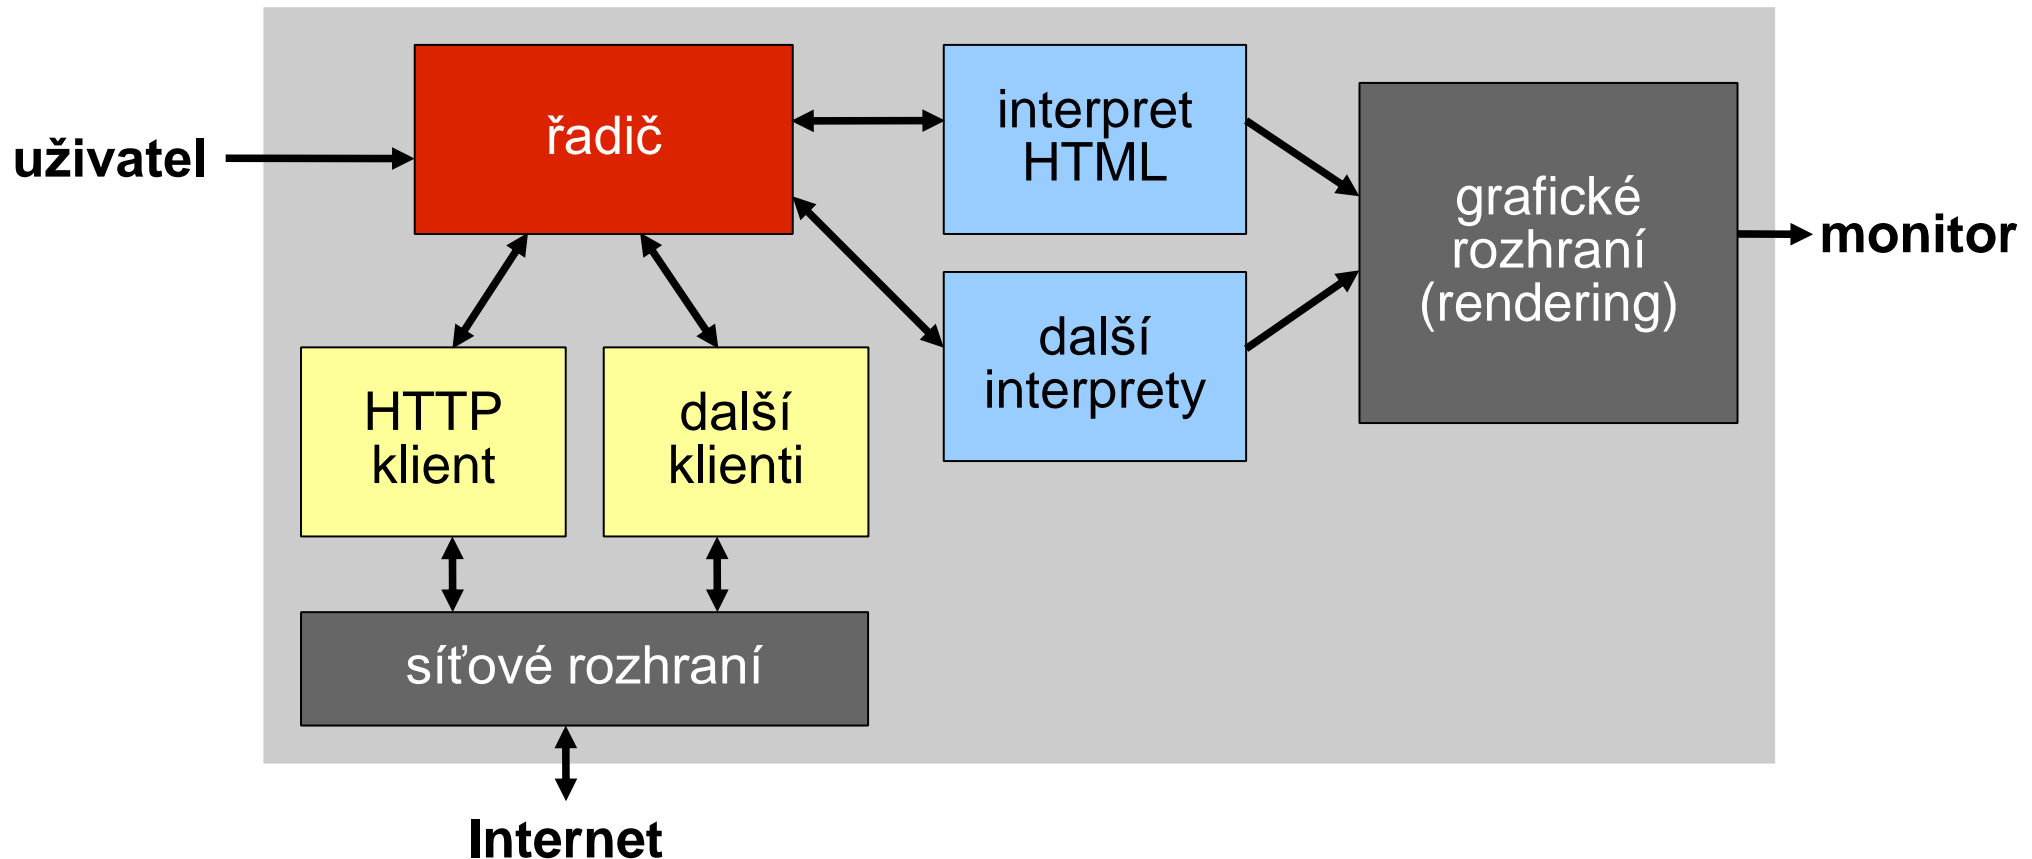 uživatel
řadič
interpret
HTML
grafické
rozhraní
(rendering)
monitor
další
interprety
HTTP
klient
další
klienti
síťové rozhraní
Internet